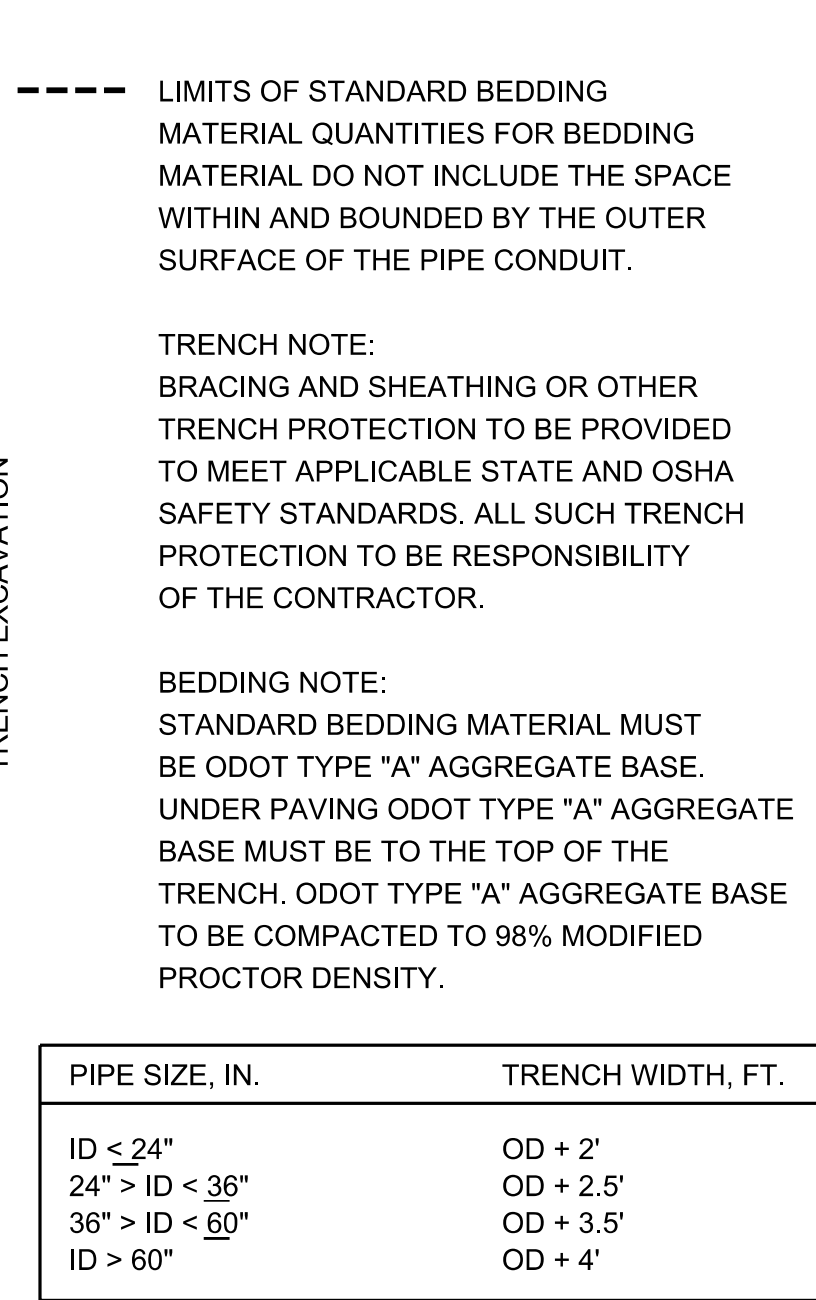 LIMITS OF STANDARD BEDDING
MATERIAL QUANTITIES FOR BEDDING
MATERIAL DO NOT INCLUDE THE SPACE
WITHIN AND BOUNDED BY THE OUTER
SURFACE OF THE PIPE CONDUIT.
TRENCH NOTE:
BRACING AND SHEATHING OR OTHER
TRENCH PROTECTION TO BE PROVIDED
TO MEET APPLICABLE STATE AND OSHA
SAFETY STANDARDS. ALL SUCH TRENCH
PROTECTION TO BE RESPONSIBILITY
OF THE CONTRACTOR.
BEDDING NOTE:
STANDARD BEDDING MATERIAL MUST
BE ODOT TYPE "A" AGGREGATE BASE.
UNDER PAVING ODOT TYPE "A" AGGREGATE
BASE MUST BE TO THE TOP OF THE
TRENCH. ODOT TYPE "A" AGGREGATE BASE
TO BE COMPACTED TO 98% MODIFIED
PROCTOR DENSITY.
TRENCH EXCAVATION
PIPE SIZE, IN. TRENCH WIDTH, FT.
ID < 24" OD + 2'
24" > ID < 36" OD + 2.5'
36" > ID < 60" OD + 3.5'
ID > 60" OD + 4'